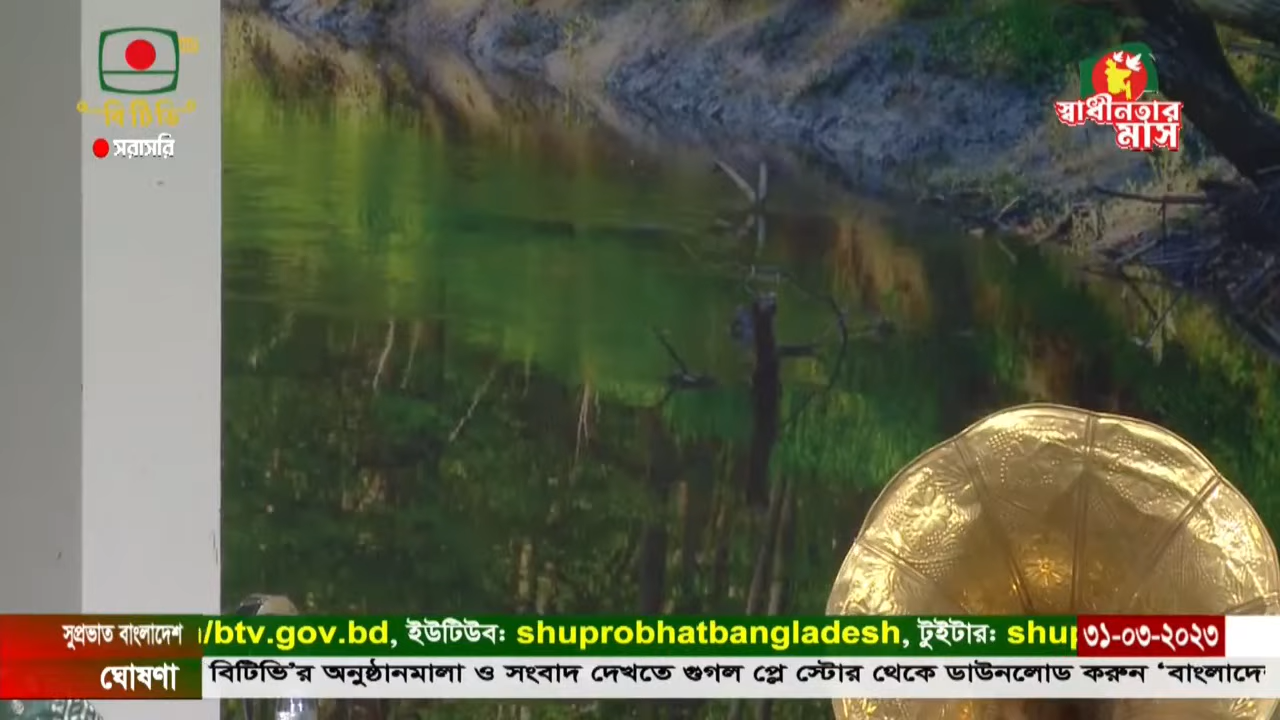 বিটিভি
সরাসরি
স্বাধীনতার
মাস
সুপ্রভাত বাংলাদেশ
/btv.gov.bd, ইউটিউব: shuprobhatbangladesh, টুইটার: shup
৩১-০৩-২০২৩
ঘোষণা
বিটিভি’র অনুষ্ঠানমালা ও সংবাদ দেখতে গুগল প্লে স্টোর থেকে ডাউনলোড করুন ‘বাংলাদে